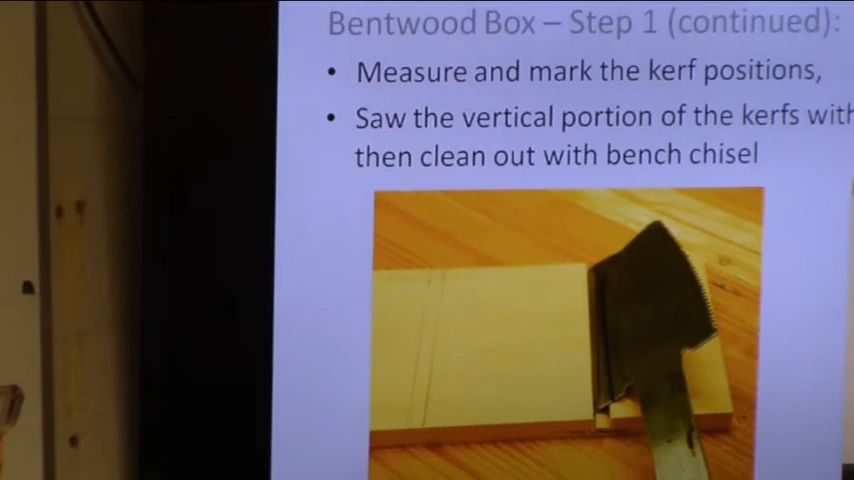 Bentwood Box – Step 1 (continued):
• Measure and mark the kerf positions,
• Saw the vertical portion of the kerfs with
then clean out with bench chisel